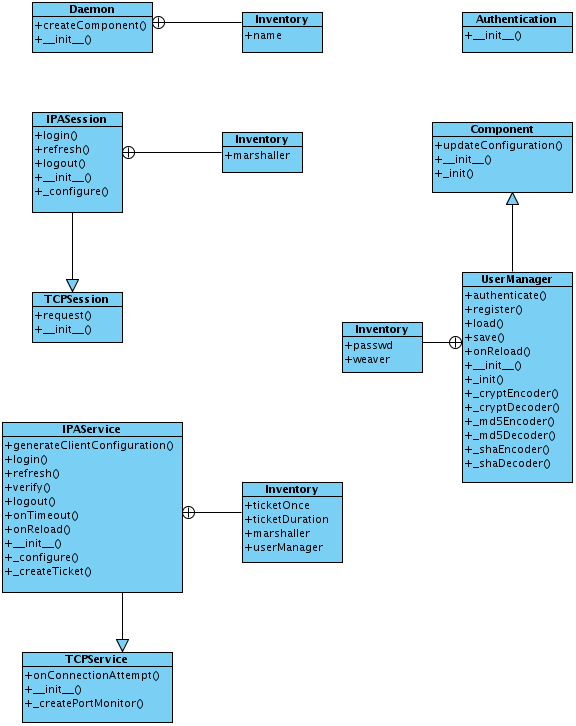 Daemon
+createComponent()
+__init__()
Inventory
+name
Authentication
+__init__()
IPASession
+login()
+refresh()
+logout()
+__init__()
+_configure()
Inventory
+marshaller
Component
+updateConfiguration()
+__init__()
+_init()
TCPSession
+request()
+__init__()
UserManager
+authenticate()
+register()
+load()
+save()
+onReload()
+__init__()
+_init()
+_cryptEncoder()
+_cryptDecoder()
+_md5Encoder()
+_md5Decoder()
+_shaEncoder()
+_shaDecoder()
Inventory
+passwd
+weaver
IPAService
+generateClientConfiguration()
+login()
+refresh()
+verify()
+logout()
+onTimeout()
+onReload()
+__init__()
+_configure()
+_createTicket()
Inventory
+ticketOnce
+ticketDuration
+marshaller
+userManager
TCPService
+onConnectionAttempt()
+__init__()
+_createPortMonitor()